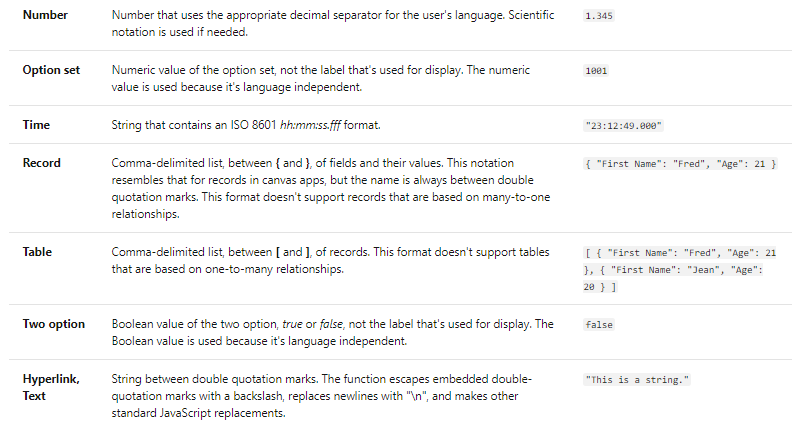 Number
Number that uses the appropriate decimal separator for the user's language. Scientific
notation is used if needed.
1.345
Option set
Numeric value of the option set, not the label that's used for display. The numeric
value is used because it's language independent.
1001
Time
String that contains an ISO 8601 hh:mm:ss.fff format.
"23:12:49.000"
Record
Comma-delimited list, between { and }, of fields and their values. This notation
resembles that for records in canvas apps, but the name is always between double
quotation marks. This format doesn't support records that are based on many-to-one
relationships.
{ "First Name": "Fred", "Age": 21 }
Table
Comma-delimited list, between [ and ], of records. This format doesn't support tables
that are based on one-to-many relationships.
[ { "First Name": "Fred", "Age": 21
}, { "First Name": "Jean", "Age":
20 } ]
Two option
Boolean value of the two option, true or false, not the label that's used for display. The
Boolean value is used because it's language independent.
false
Hyperlink,
Text
String between double quotation marks. The function escapes embedded double-
quotation marks with a backslash, replaces newlines with "\n", and makes other
standard JavaScript replacements.
"This is a string."